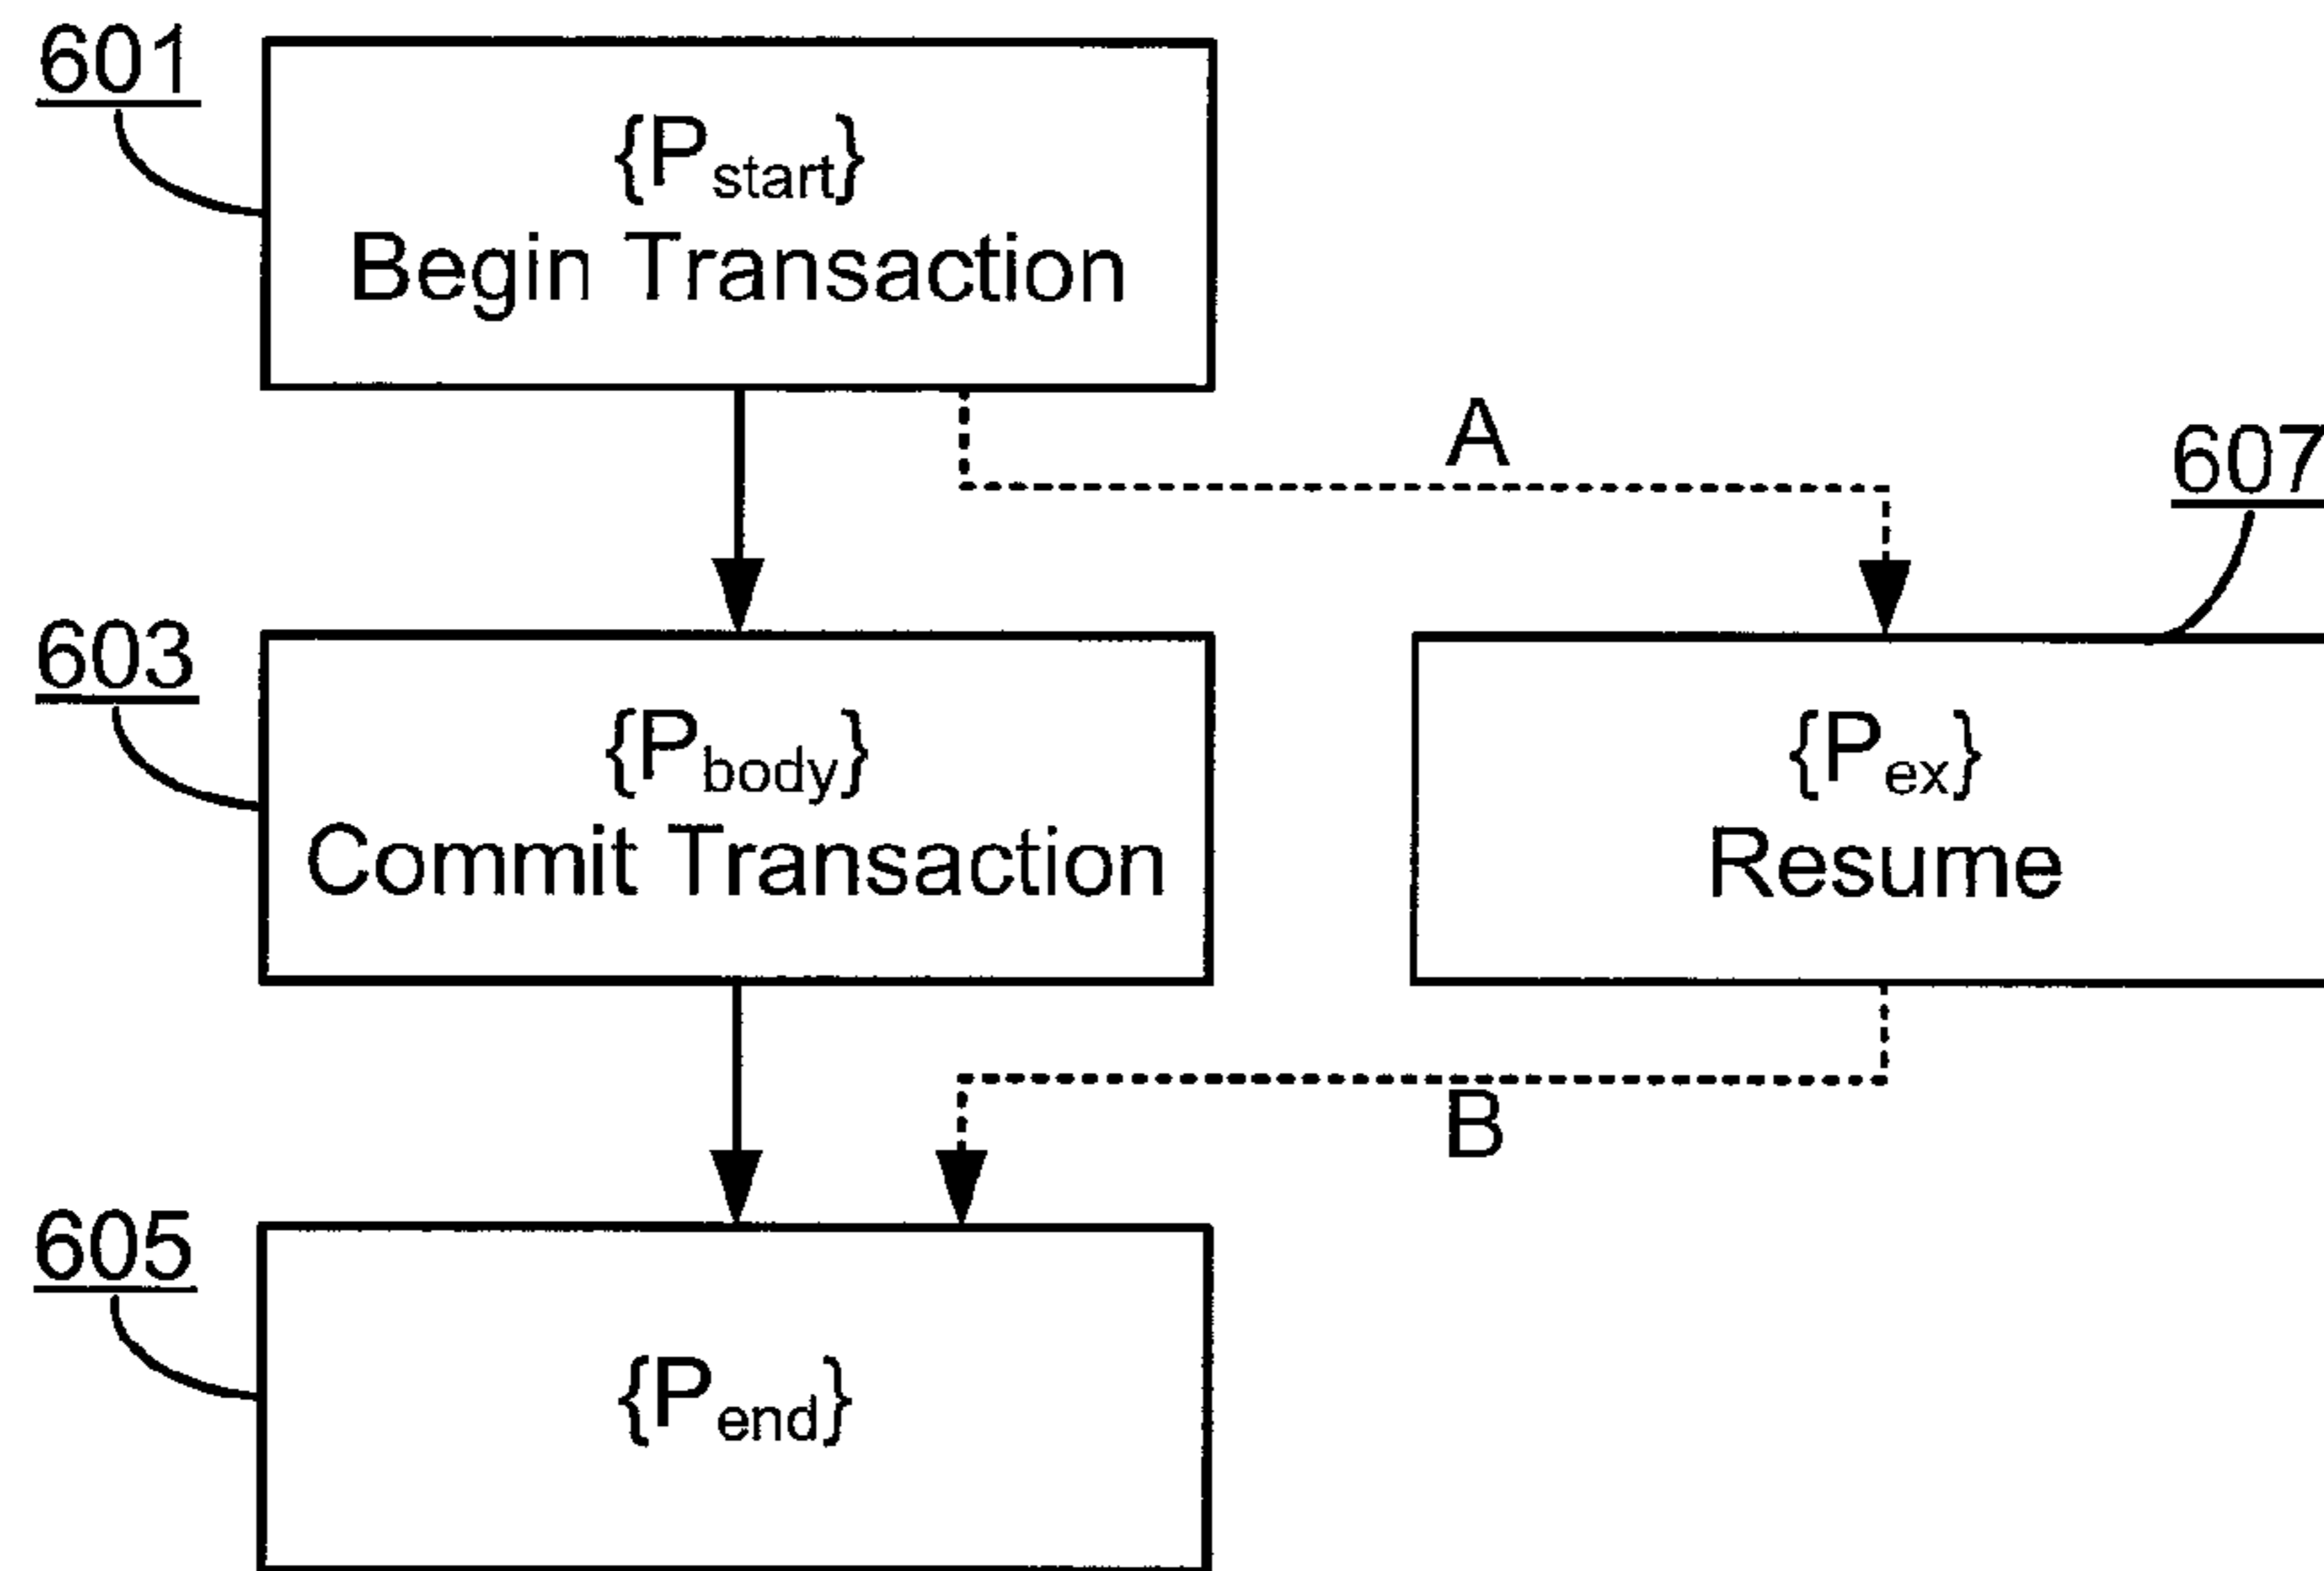 601
{Pstart}
Begin Transaction
A
607
603
{Pbody}
Commit Transaction
{Pex}
Resume
B
605
{Pend}